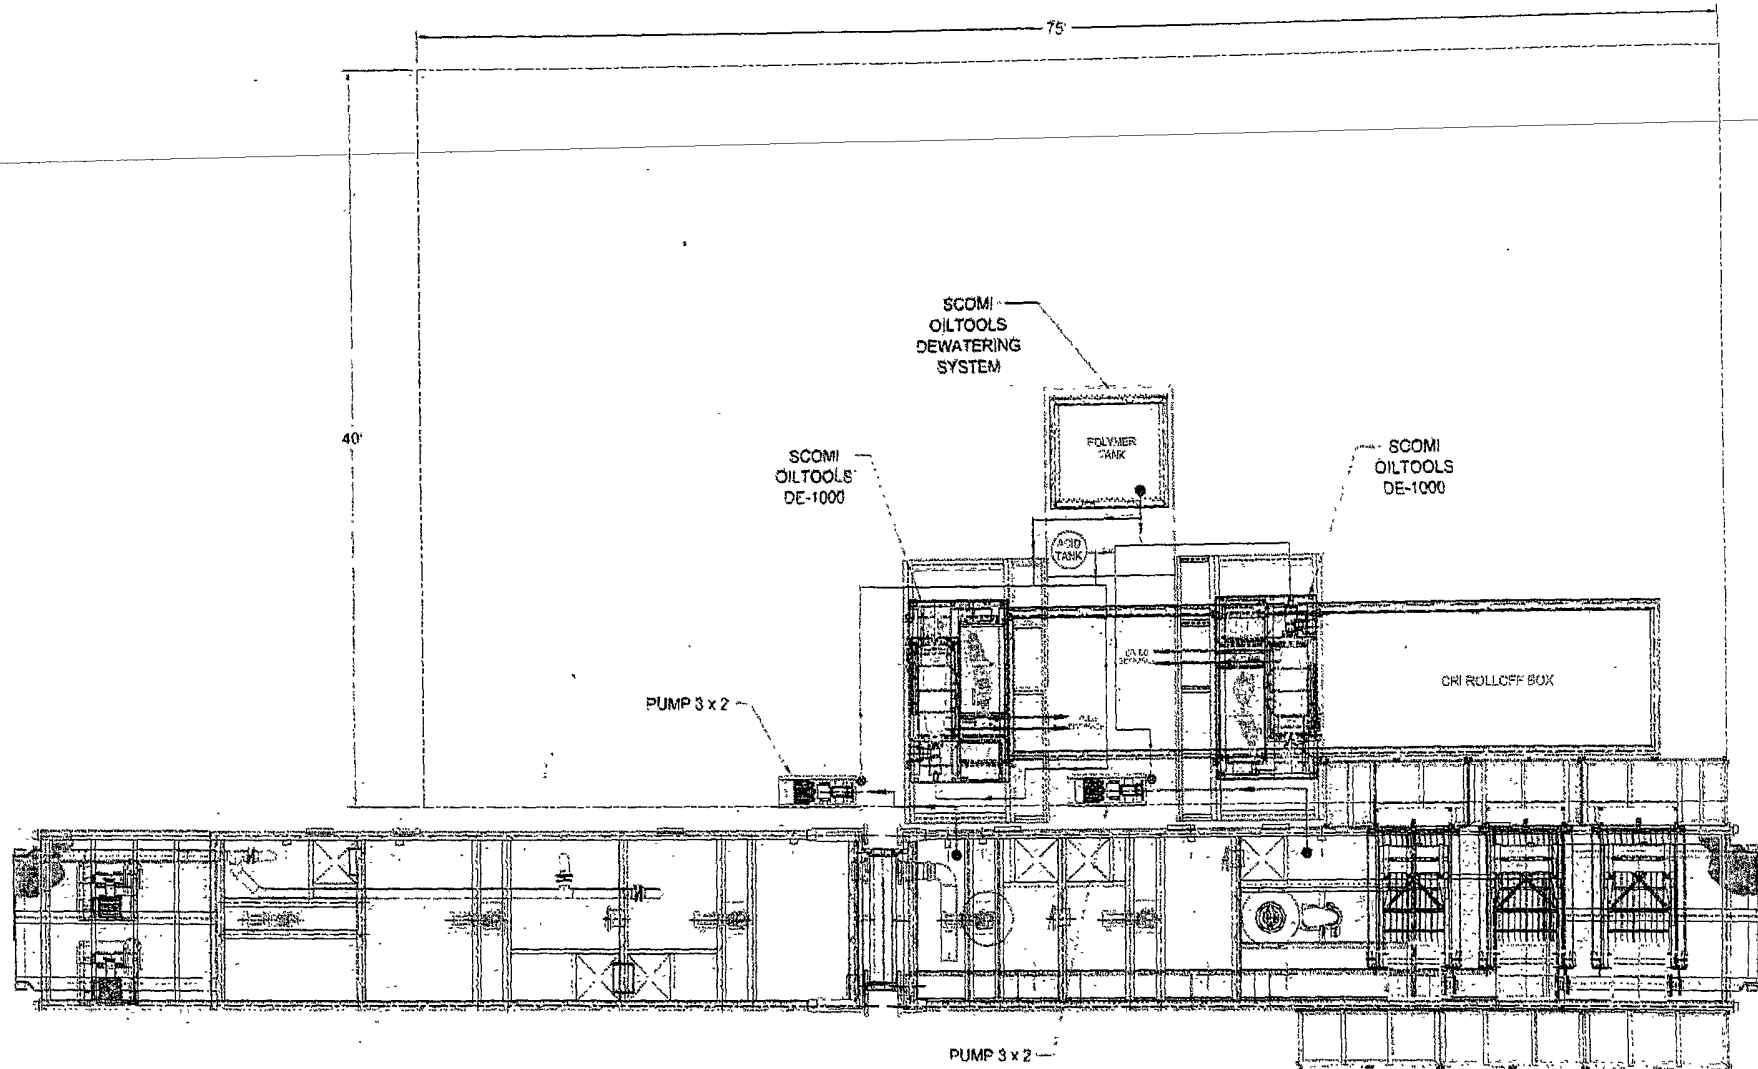 75'
40'
SCOMI
OILTOOLS
DEWATERING
SYSTEM
POLYMER
TANK
SCOMI
OILTOOLS
DE-1000
SCOMI
OILTOOLS
DE-1000
ACID
TANK
PUMP 3 x 2
CRI ROLLOFF BOX
PUMP 3 x 2